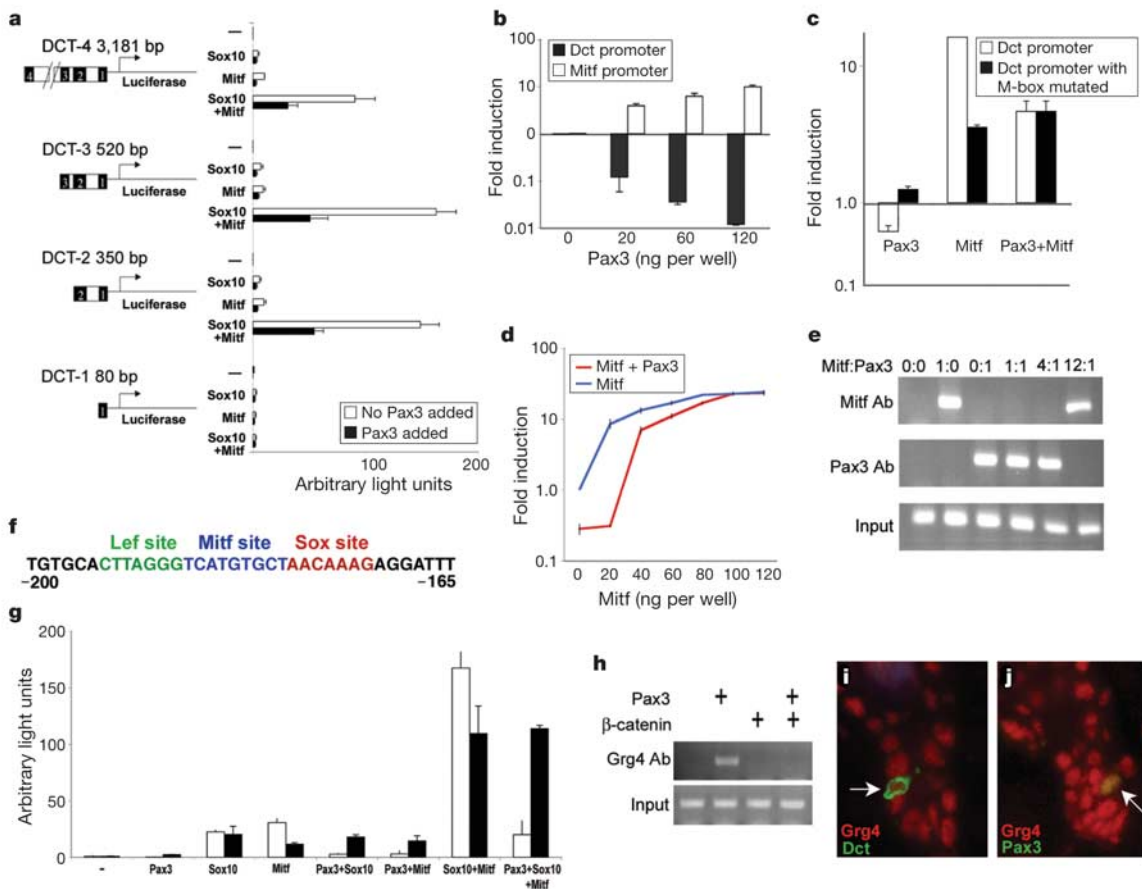 a
DCT-4 3,181 bp
4 3 2 1
Luciferase
–
Sox10
Mitf
Sox10
+Mitf
DCT-3 520 bp
3 2 1
Luciferase
–
Sox10
Mitf
Sox10
+Mitf
DCT-2 350 bp
2 1
Luciferase
–
Sox10
Mitf
Sox10
+Mitf
DCT-1 80 bp
1
Luciferase
–
Sox10
Mitf
Sox10
+Mitf
No Pax3 added
Pax3 added
100 200
Arbitrary light units
b
Fold induction
100
10
0
0.1
0.01
Dct promoter
Mitf promoter
0 20 60 120
Pax3 (ng per well)
c
Fold induction
10
1.0
0.1
Dct promoter
Dct promoter with
M-box mutated
Pax3 Mitf Pax3+Mitf
d
Fold induction
100
10
1.0
0.1
Mitf + Pax3
Mitf
0 20 40 60 80 100 120
Mitf (ng per well)
e
Mitf:Pax3 0:0 1:0 0:1 1:1 4:1 12:1
Mitf Ab
Pax3 Ab
Input
f
Lef site Mitf site Sox site
TGTGCACTTAGGGTCATGTGCTAACAAAGAGGATTT
–200 –165
g
Arbitrary light units
200
150
100
50
0
– Pax3 Sox10 Mitf Pax3+Sox10 Pax3+Mitf Sox10+Mitf Pax3+Sox10
+Mitf
h
Pax3 + +
β-catenin + +
Grg4 Ab
Input
i
Grg4
Dct
j
Grg4
Pax3